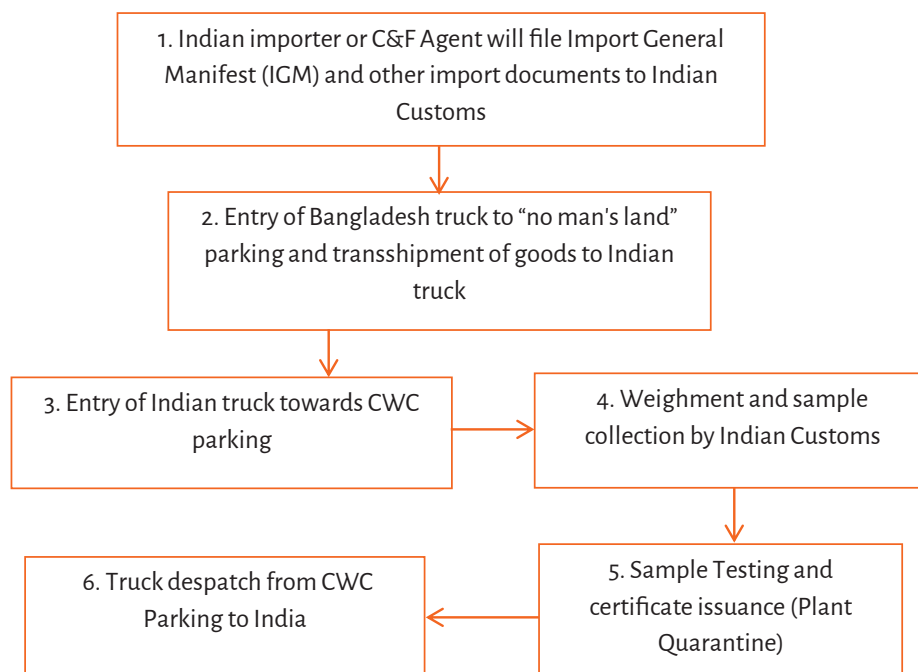 1. Indian importer or C&F Agent will file Import General
Manifest (IGM) and other import documents to Indian
Customs
2. Entry of Bangladesh truck to “no man's land”
parking and transshipment of goods to Indian
truck
3. Entry of Indian truck towards CWC
parking
4. Weighment and sample
collection by Indian Customs
5. Sample Testing and
certificate issuance (Plant
Quarantine)
6. Truck despatch from CWC
Parking to India